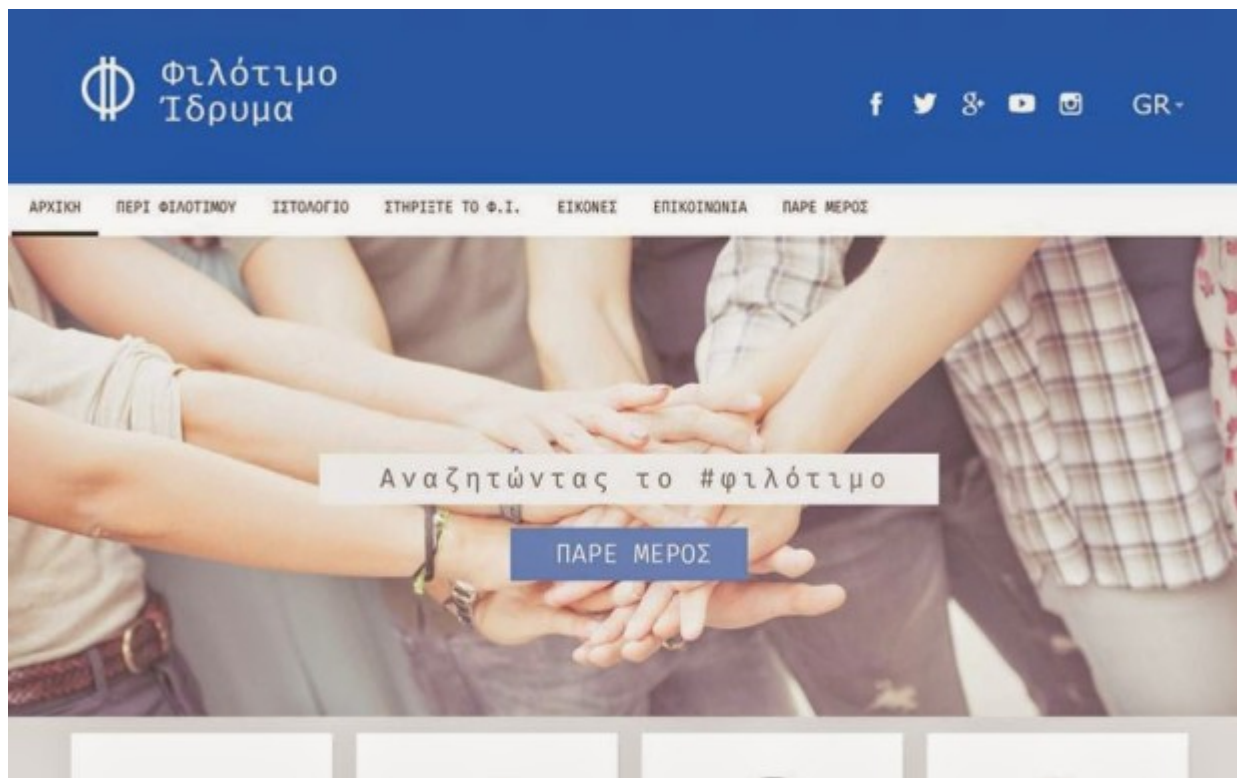 Φιλότιμο
Ίδρυμα
GR
ΑΡΧΙΚΗ ΠΕΡΙ ΦΙΛΟΤΙΜΟΥ ΙΣΤΟΛΟΓΙΟ ΣΤΗΡΙΞΤΕ ΤΟ Φ.Ι. ΕΙΚΟΝΕΣ ΕΠΙΚΟΙΝΩΝΙΑ ΠΑΡΕ ΜΕΡΟΣ
Αναζητώντας το #φιλότιμο
ΠΑΡΕ ΜΕΡΟΣ